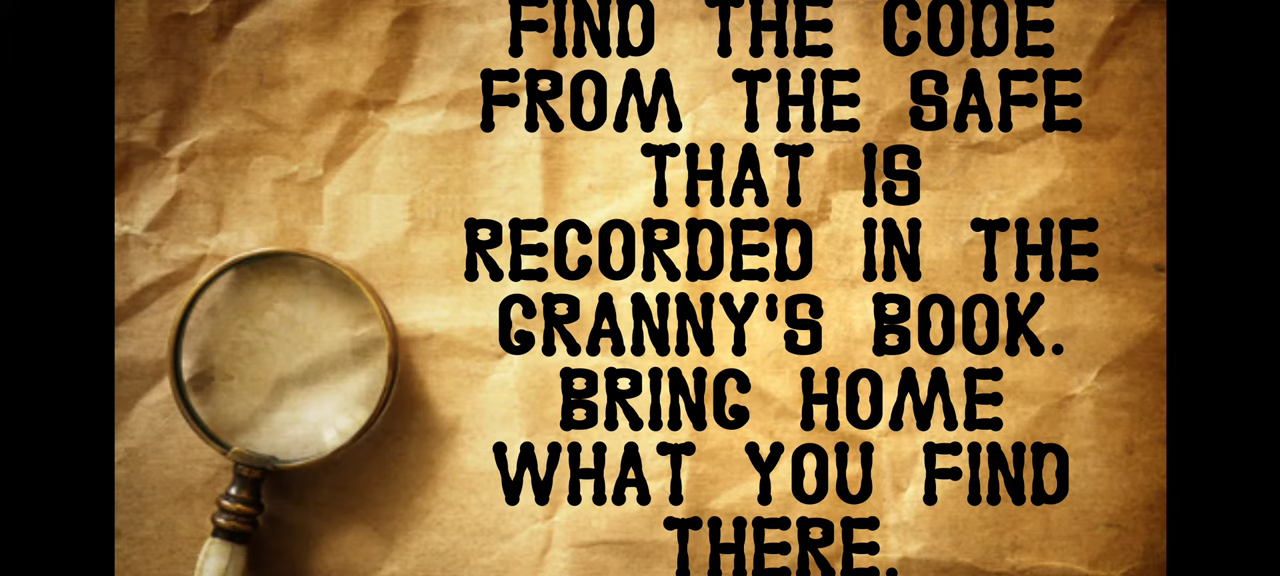 FIND THE CODE
FROM THE SAFE
THAT IS
RECORDED IN THE
GRANNY'S BOOK.
BRING HOME
WHAT YOU FIND
THERE.